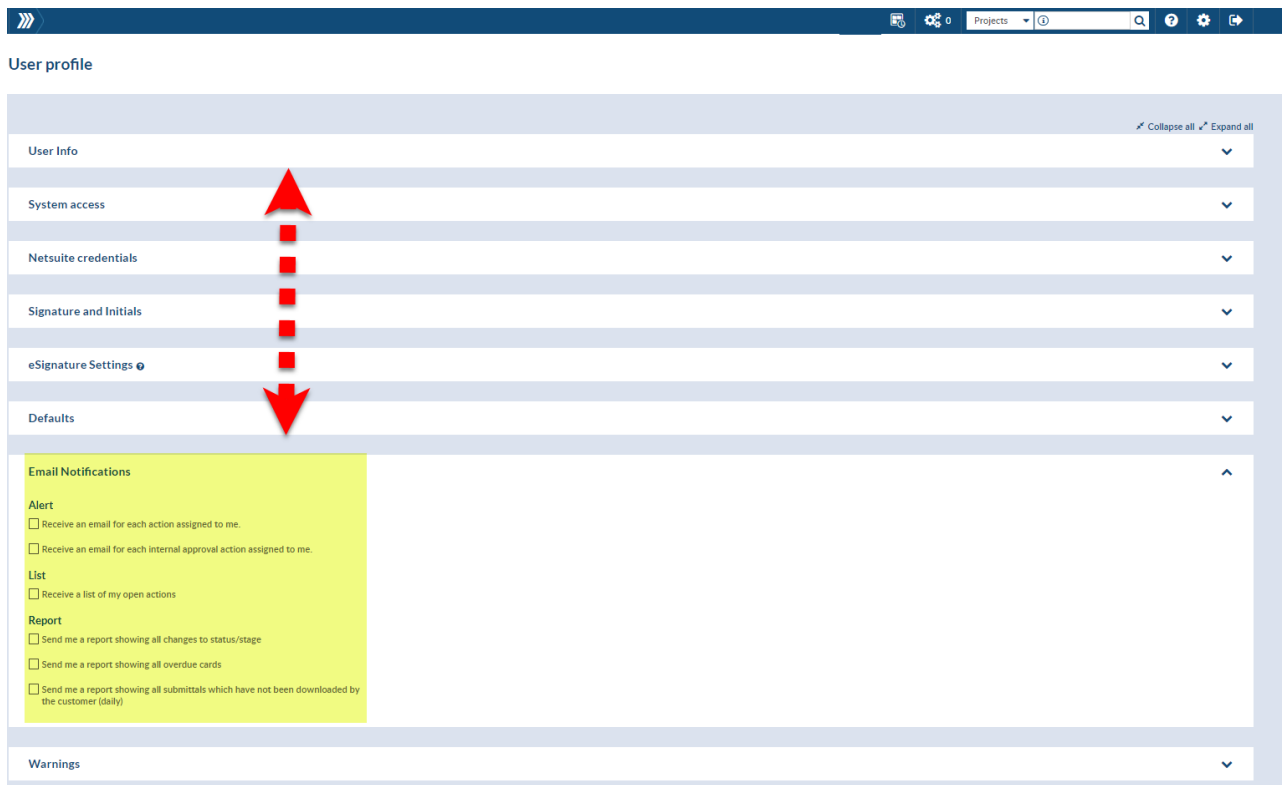 0 Projects
User profile
Collapse all Expand all
User Info
System access
Netsuite credentials
Signature and Initials
eSignature Settings
Defaults
Email Notifications
Alert
Receive an email for each action assigned to me.
Receive an email for each internal approval action assigned to me.
List
Receive a list of my open actions
Report
Send me a report showing all changes to status/stage
Send me a report showing all overdue cards
Send me a report showing all submittals which have not been downloaded by
the customer (daily)
Warnings